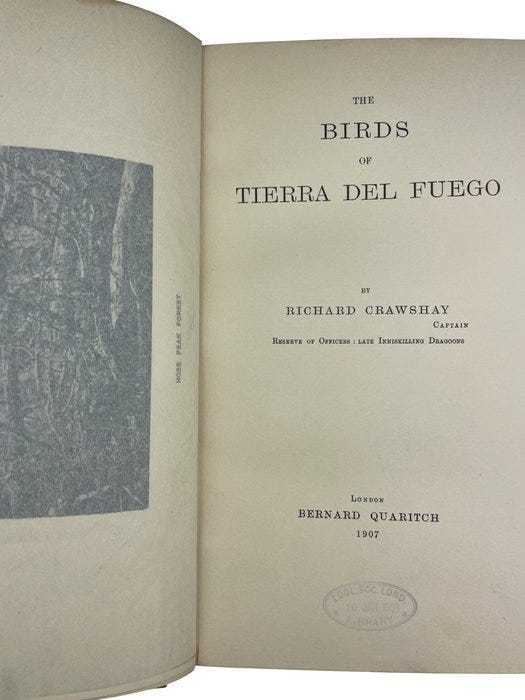 NOSE PEAK FOREST
THE
BIRDS
OF
TIERRA DEL FUEGO
BY
RICHARD CRAWSHAY
CAPTAIN
RESERVE OF OFFICERS : LATE INNISKILLING DRAGOONS
LONDON
BERNARD QUARITCH
1907
ZOOL. SOC. LOND.
JAN
LIBRARY